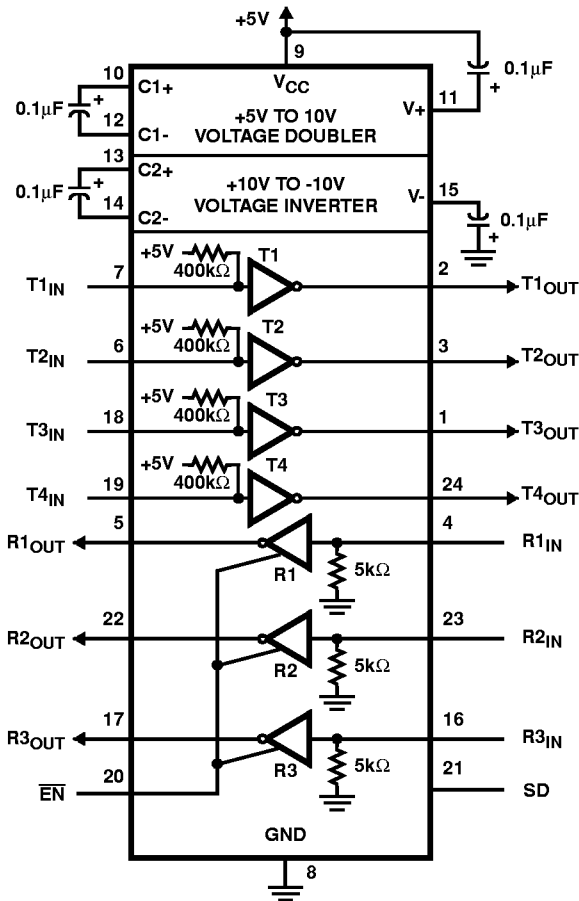 +5V
9
10
C1+
VCC
0.1µF
+
0.1µF
+
+5V TO 10V
VOLTAGE DOUBLER
V+
11
12
C1-
13
C2+
0.1µF
+
+10V TO -10V
VOLTAGE INVERTER
V-
15
14
C2-
0.1µF
+
+5V
400kΩ
T1
T1IN
7
2
T1OUT
+5V
400kΩ
T2
T2IN
6
3
T2OUT
+5V
400kΩ
T3
T3IN
18
1
T3OUT
+5V
400kΩ
T4
T4IN
19
24
T4OUT
R1OUT
5
4
R1IN
R1
5kΩ
R2OUT
22
23
R2IN
R2
5kΩ
R3OUT
17
16
R3IN
R3
5kΩ
EN
20
21
SD
GND
8